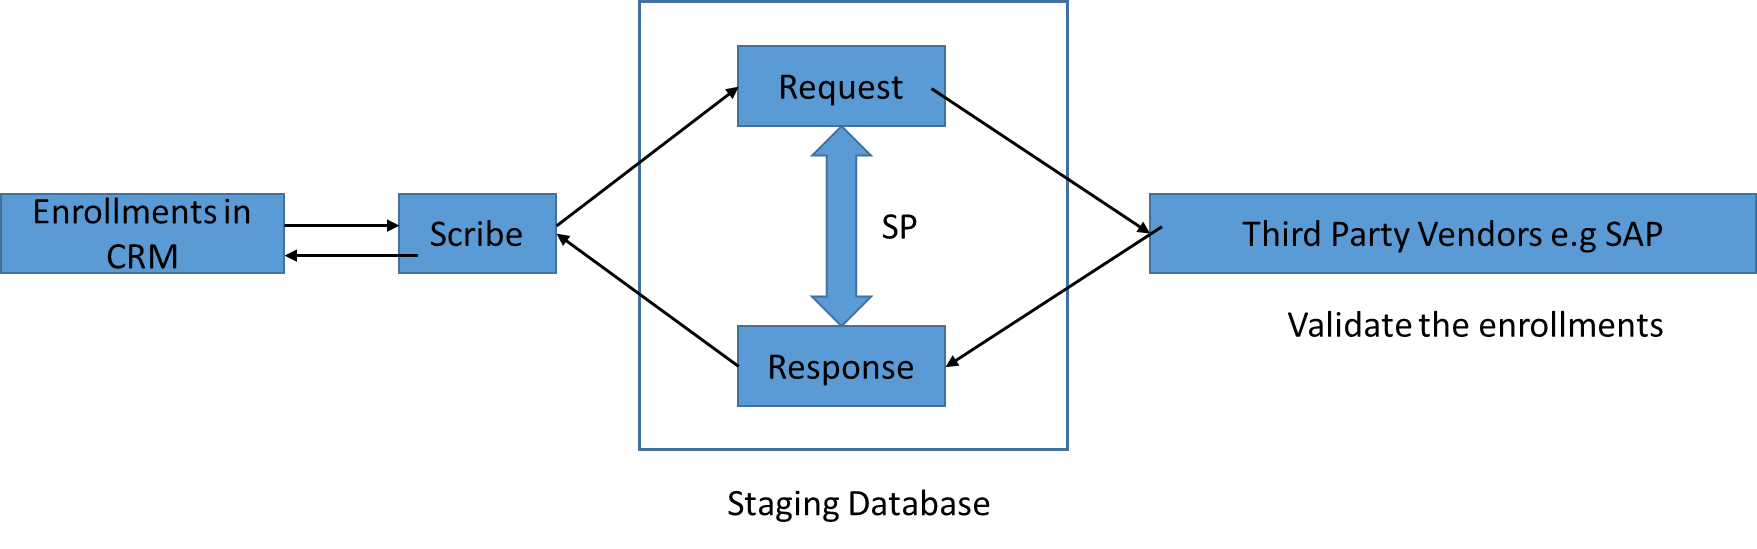 Request
Enrollments in
CRM
Scribe
SP
Third Party Vendors e.g SAP
Validate the enrollments
Response
Staging Database